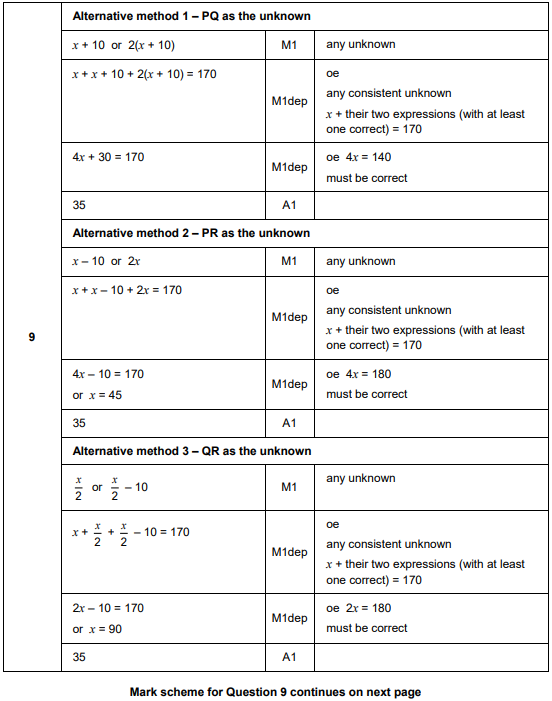 Alternative method 1 – PQ as the unknown
x + 10 or 2(x + 10)
M1
any unknown
x + x + 10 + 2(x + 10) = 170
M1dep
oe
any consistent unknown
x + their two expressions (with at least
one correct) = 170
4x + 30 = 170
M1dep
oe 4x = 140
must be correct
35
A1
Alternative method 2 – PR as the unknown
x – 10 or 2x
M1
any unknown
x + x – 10 + 2x = 170
M1dep
oe
any consistent unknown
x + their two expressions (with at least
one correct) = 170
9
4x – 10 = 170
or x = 45
M1dep
oe 4x = 180
must be correct
35
A1
Alternative method 3 – QR as the unknown
x/2 or x/2 – 10
M1
any unknown
x + x/2 + x/2 – 10 = 170
M1dep
oe
any consistent unknown
x + their two expressions (with at least
one correct) = 170
2x – 10 = 170
or x = 90
M1dep
oe 2x = 180
must be correct
35
A1
Mark scheme for Question 9 continues on next page